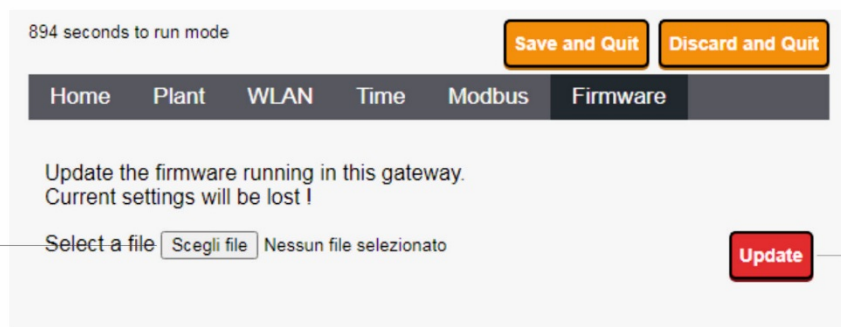 894 seconds to run mode
Save and Quit
Discard and Quit
Home Plant WLAN Time Modbus Firmware
Update the firmware running in this gateway.
Current settings will be lost !
Select a file Scegli file Nessun file selezionato
Update